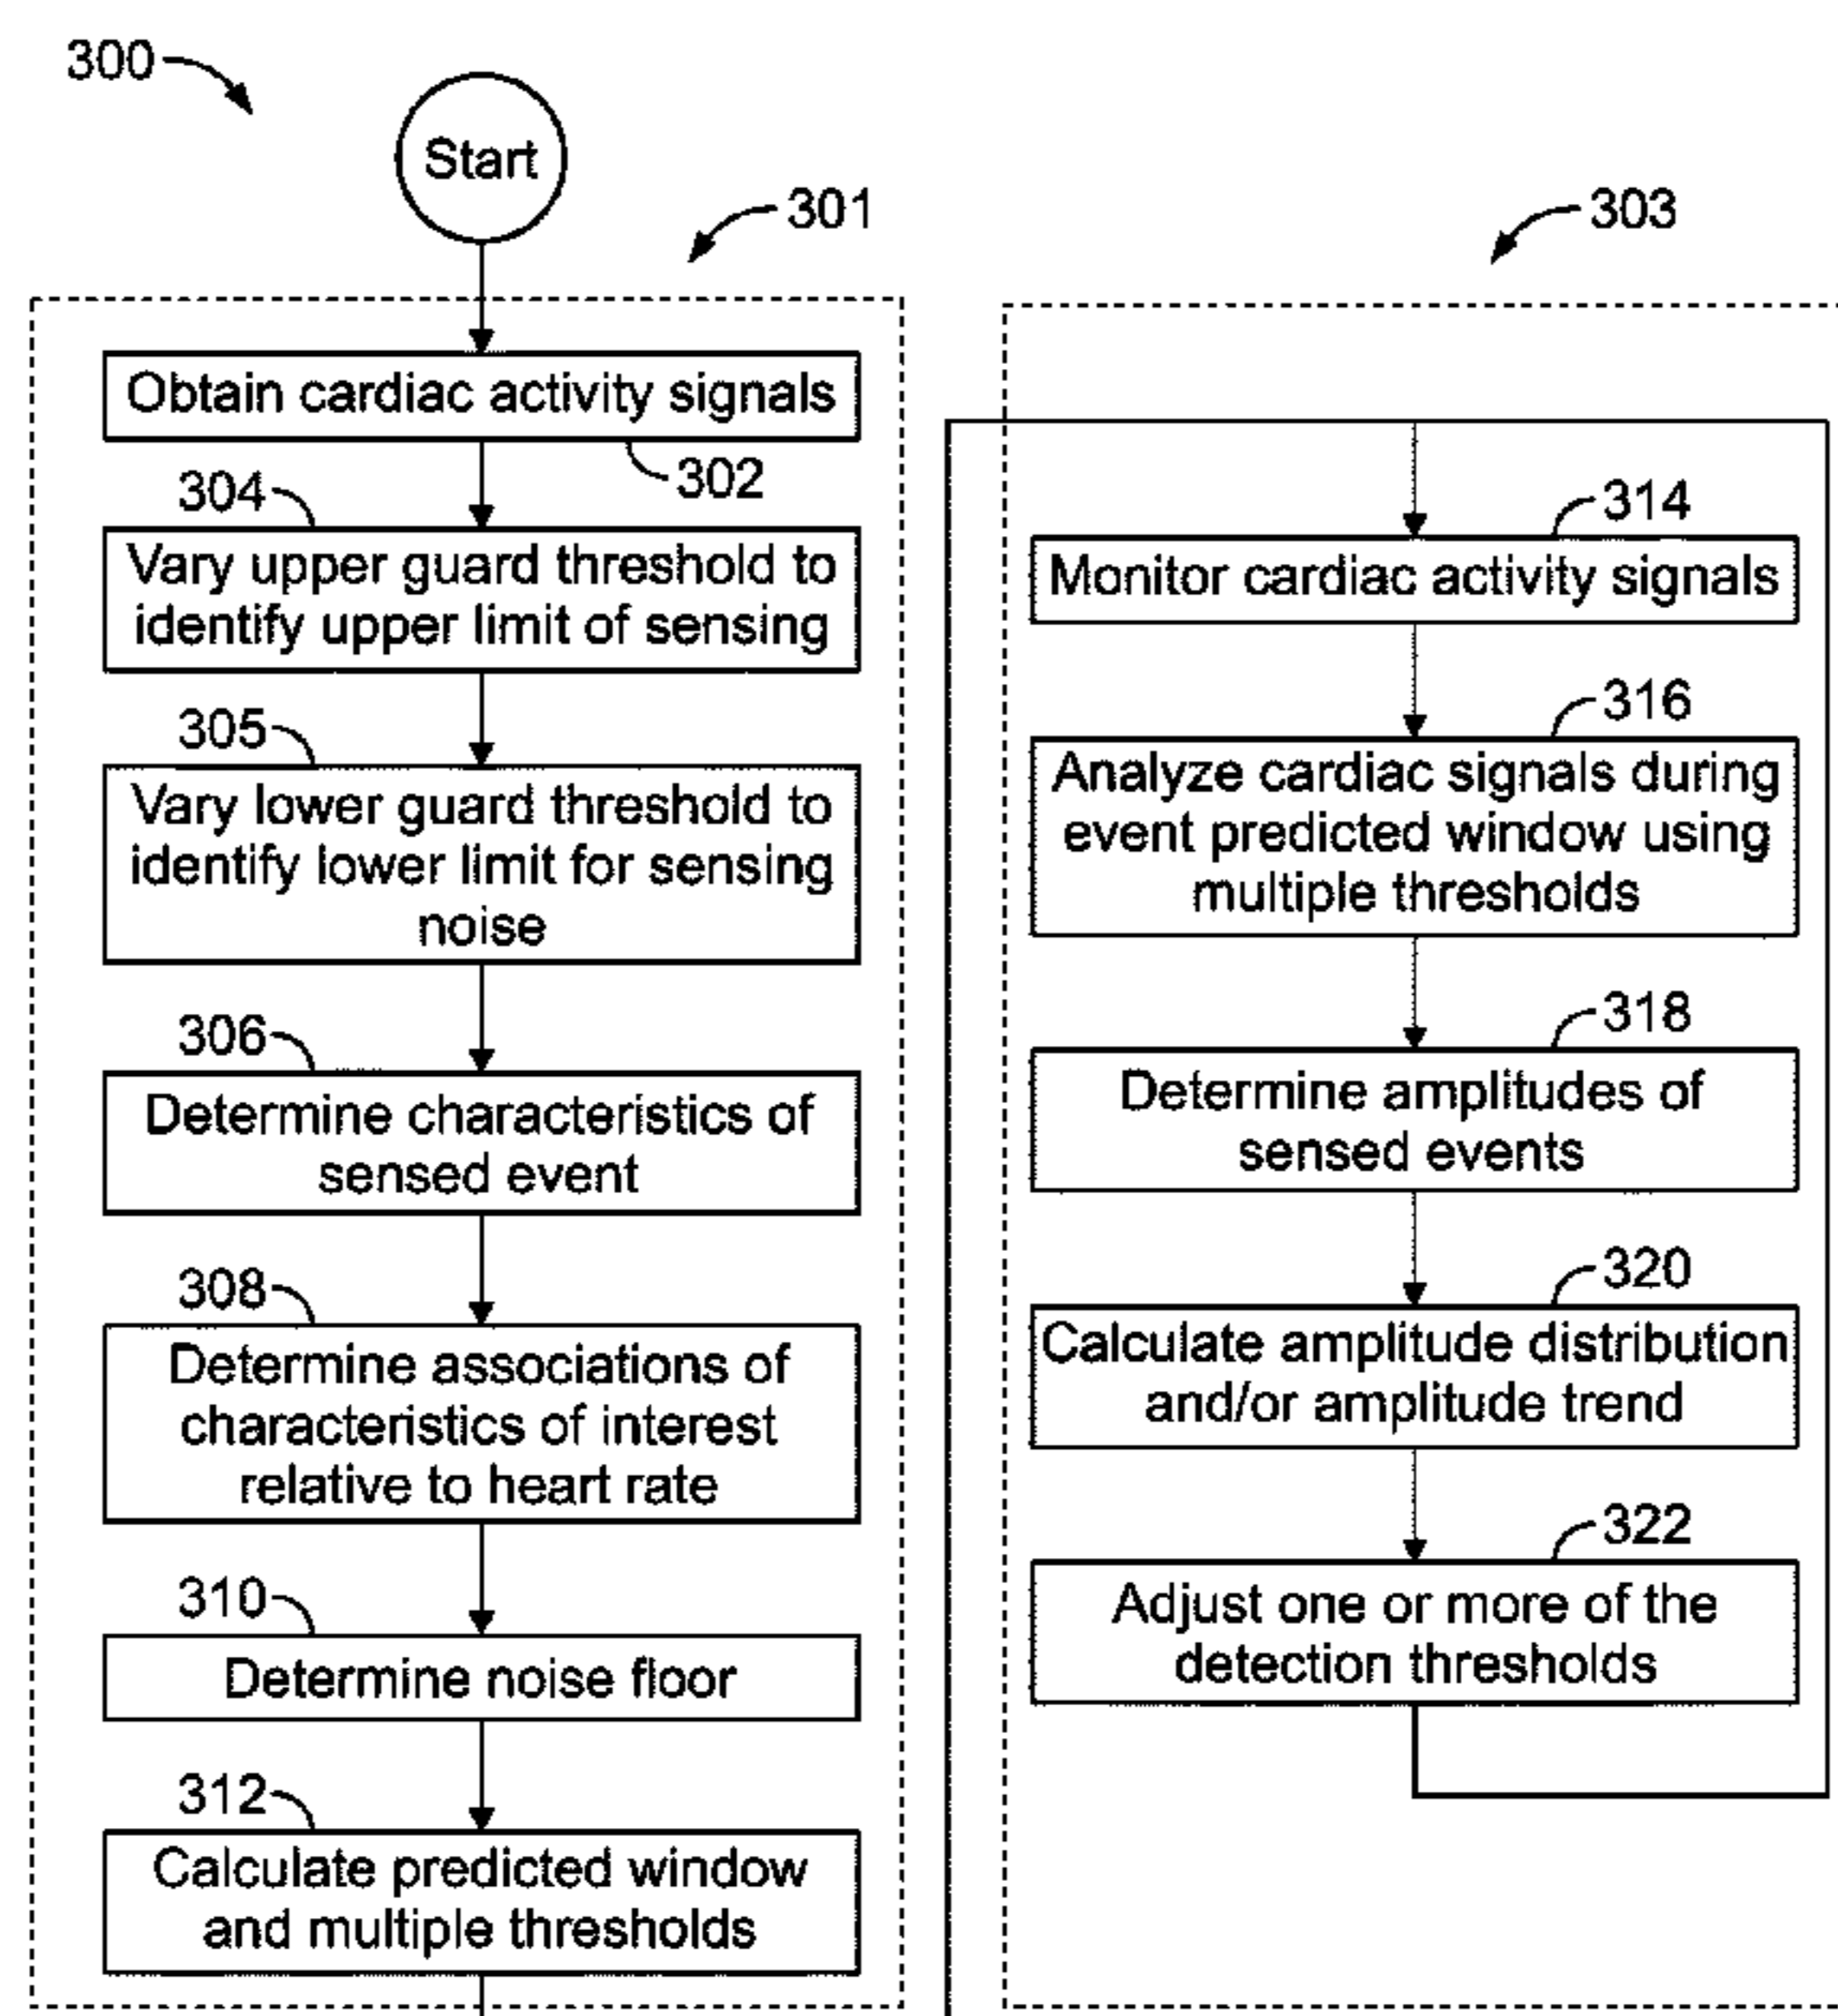 300
Start
301
Obtain cardiac activity signals
302
304
Vary upper guard threshold to
identify upper limit of sensing
305
Vary lower guard threshold to
identify lower limit for sensing
noise
306
Determine characteristics of
sensed event
308
Determine associations of
characteristics of interest
relative to heart rate
310
Determine noise floor
312
Calculate predicted window
and multiple thresholds
303
314
Monitor cardiac activity signals
316
Analyze cardiac signals during
event predicted window using
multiple thresholds
318
Determine amplitudes of
sensed events
320
Calculate amplitude distribution
and/or amplitude trend
322
Adjust one or more of the
detection thresholds